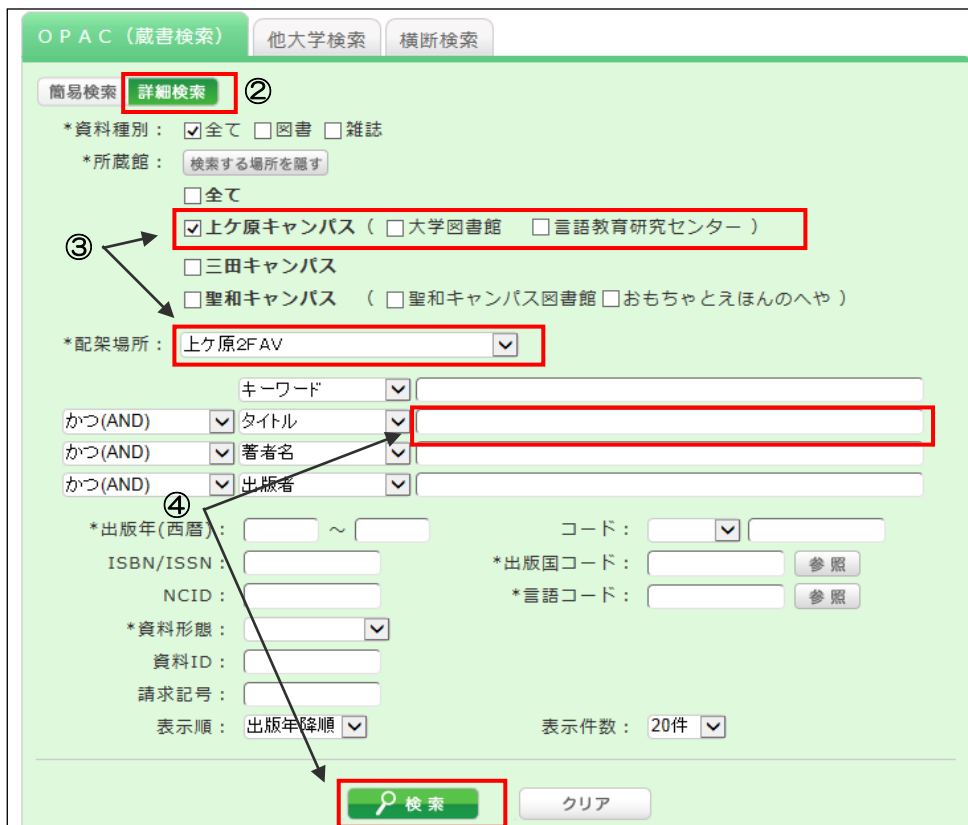 OPAC（蔵書検索） 他大学検索 横断検索
簡易検索 詳細検索 ②
*資料種別： 全て 図書 雑誌
*所蔵館： 検索する場所を隠す
全て
上ケ原キャンパス（ 大学図書館 言語教育研究センター ）
③
三田キャンパス
聖和キャンパス （ 聖和キャンパス図書館 おもちゃとえほんのへや ）
*配架場所： 上ケ原2FAV
キーワード
かつ(AND) タイトル
かつ(AND) 著者名
かつ(AND) 出版者
④
*出版年(西暦)： ～ コード：
ISBN/ISSN： *出版国コード： 参照
NCID： *言語コード： 参照
*資料形態：
資料ID：
請求記号：
表示順： 出版年降順 表示件数： 20件
検索 クリア